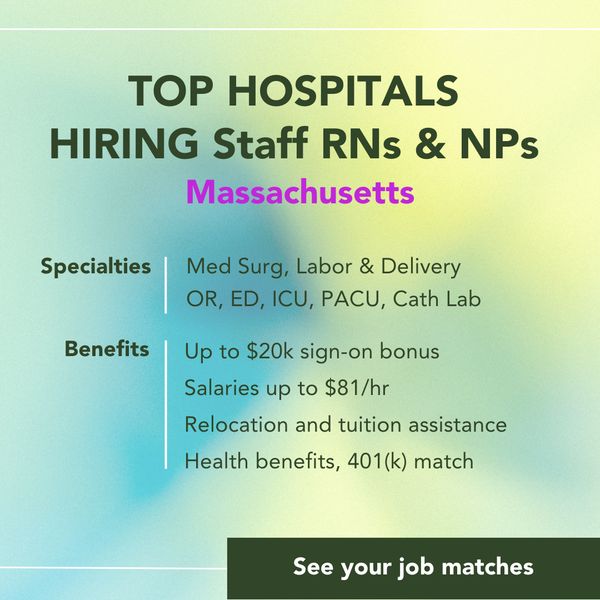 TOP HOSPITALS
HIRING Staff RNs & NPs
Massachusetts
Specialties
Med Surg, Labor & Delivery
OR, ED, ICU, PACU, Cath Lab
Benefits
Up to $20k sign-on bonus
Salaries up to $81/hr
Relocation and tuition assistance
Health benefits, 401(k) match
See your job matches